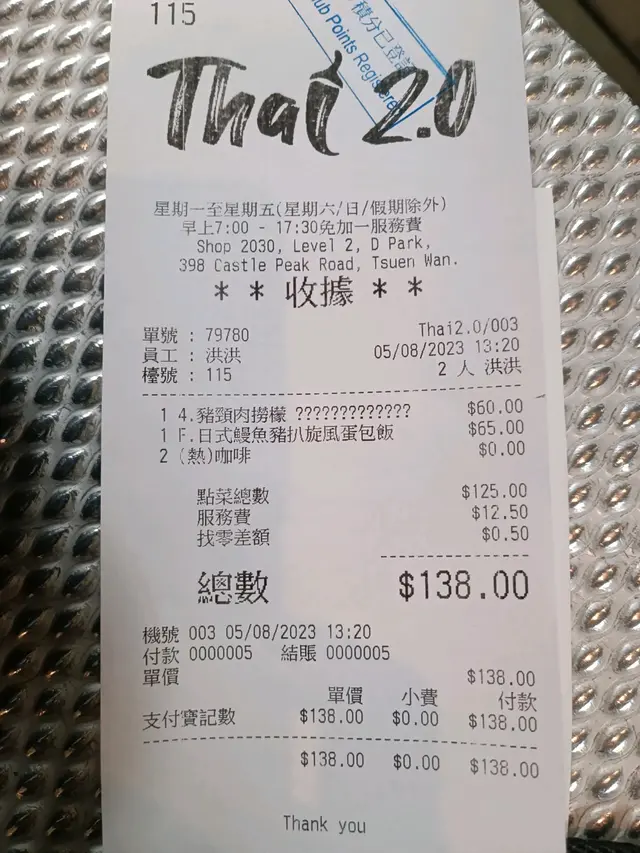 115
積分已登記
Club Points Registered
Thai 2.0
星期一至星期五(星期六/日/假期除外)
早上7:00 - 17:30免加一服務費
Shop 2030, Level 2, D Park,
398 Castle Peak Road, Tsuen Wan.
* * 收據 * *
單號 : 79780 Thai2.0/003
員工 : 洪洪 05/08/2023 13:20
檯號 : 115 2 人 洪洪
1 4.豬頸肉撈檬 ????????????? $60.00
1 F.日式鰻魚豬扒旋風蛋包飯 $65.00
2 (熱)咖啡 $0.00
點菜總數 $125.00
服務費 $12.50
找零差額 $0.50
總數 $138.00
機號 003 05/08/2023 13:20
付款 0000005 結賬 0000005
單價 $138.00
單價 小費 付款
支付寶記數 $138.00 $0.00 $138.00
$138.00 $0.00 $138.00
Thank you